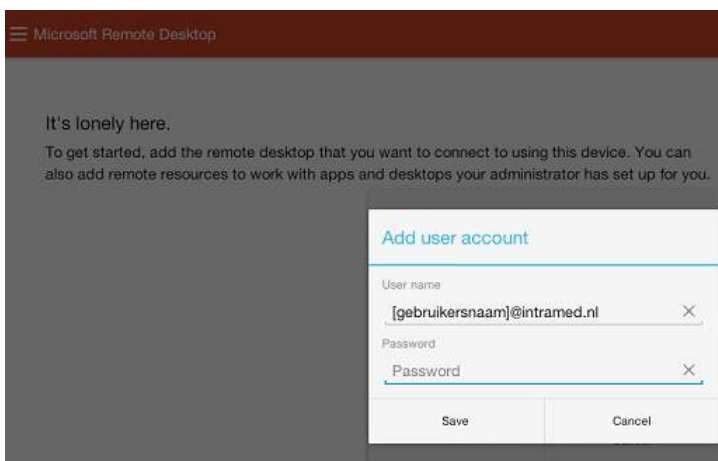 Microsoft Remote Desktop
It's lonely here.
To get started, add the remote desktop that you want to connect to using this device. You can
also add remote resources to work with apps and desktops your administrator has set up for you.
Add user account
User name
[gebruikersnaam]@intramed.nl
Password
Password
Save Cancel